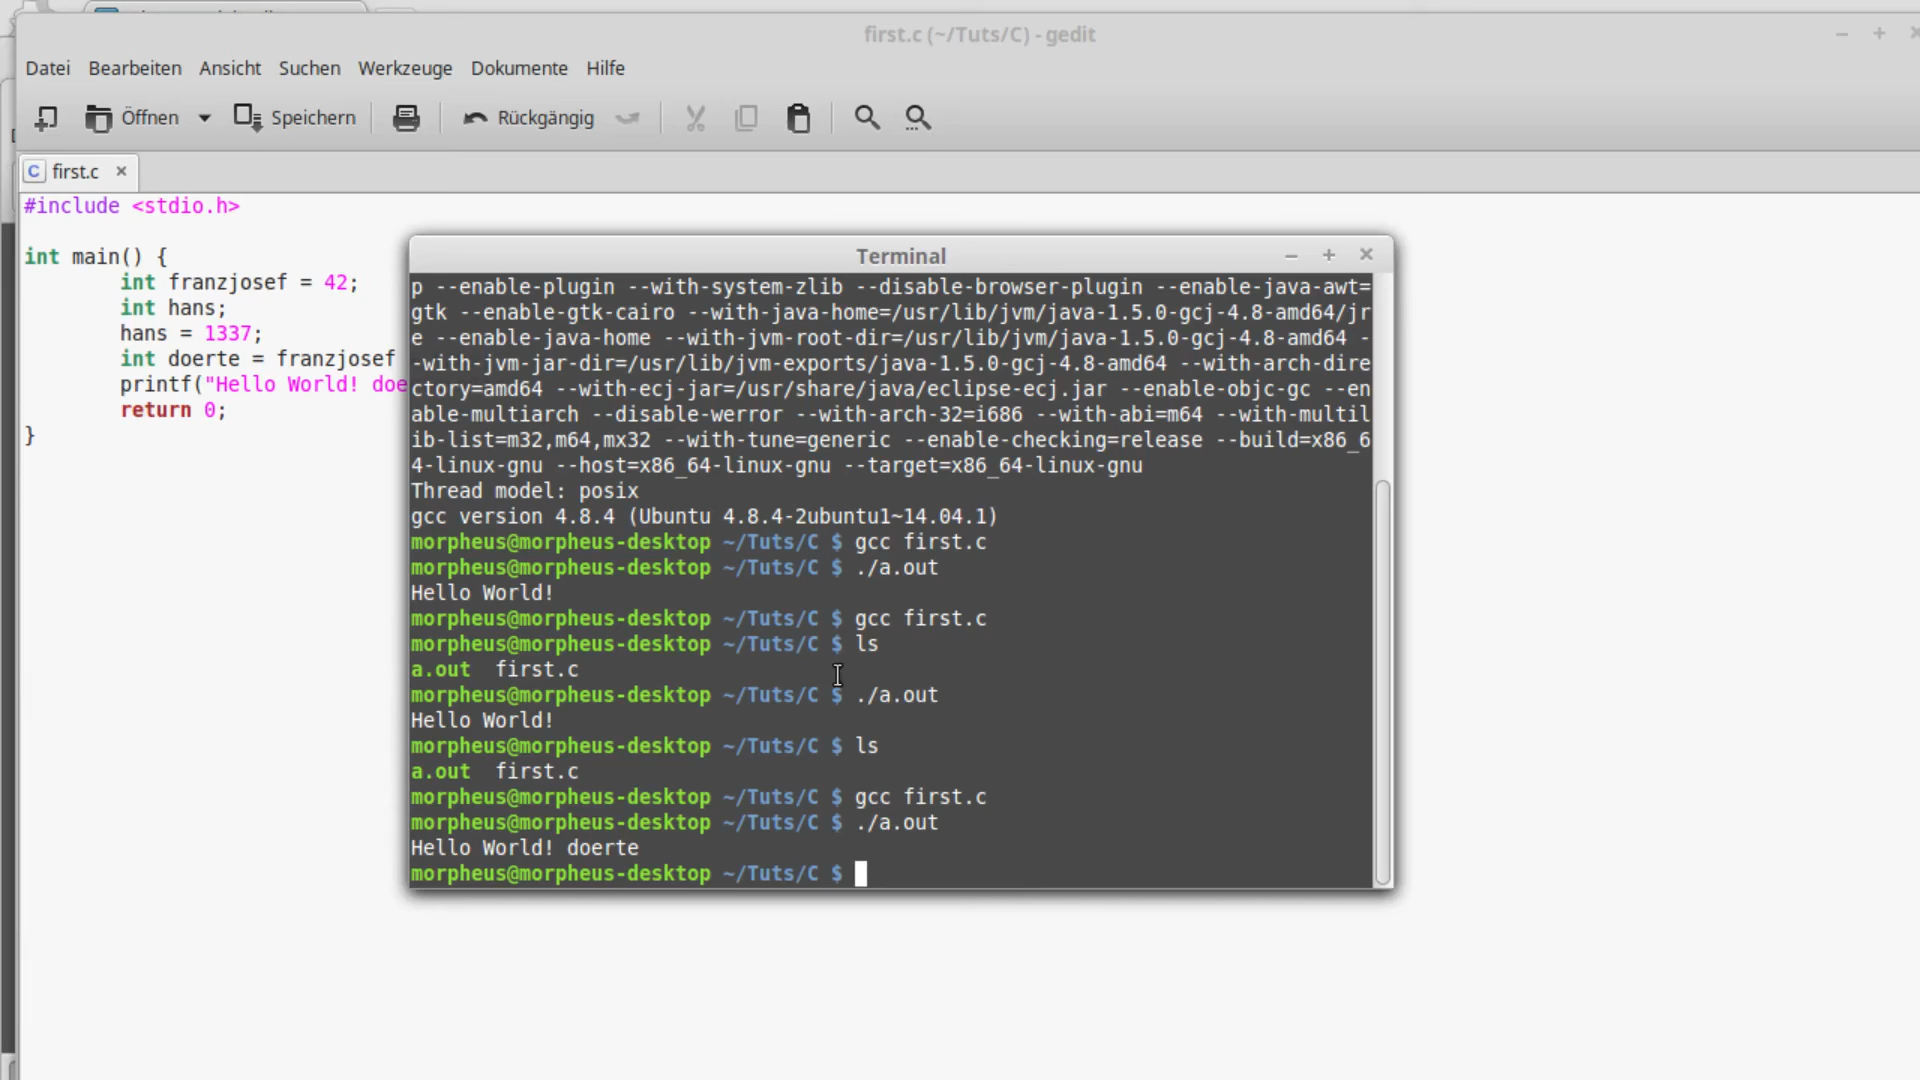 first.c (~/Tuts/C) - gedit
Datei Bearbeiten Ansicht Suchen Werkzeuge Dokumente Hilfe
Öffnen Speichern Rückgängig
C first.c
#include <stdio.h>
int main() {
int franzjosef = 42;
int hans;
hans = 1337;
int doerte = franzjosef
printf("Hello World! doe
return 0;
}
Terminal
p --enable-plugin --with-system-zlib --disable-browser-plugin --enable-java-awt=
gtk --enable-gtk-cairo --with-java-home=/usr/lib/jvm/java-1.5.0-gcj-4.8-amd64/jr
e --enable-java-home --with-jvm-root-dir=/usr/lib/jvm/java-1.5.0-gcj-4.8-amd64 -
-with-jvm-jar-dir=/usr/lib/jvm-exports/java-1.5.0-gcj-4.8-amd64 --with-arch-dire
ctory=amd64 --with-ecj-jar=/usr/share/java/eclipse-ecj.jar --enable-objc-gc --en
able-multiarch --disable-werror --with-arch-32=i686 --with-abi=m64 --with-multil
ib-list=m32,m64,mx32 --with-tune=generic --enable-checking=release --build=x86_6
4-linux-gnu --host=x86_64-linux-gnu --target=x86_64-linux-gnu
Thread model: posix
gcc version 4.8.4 (Ubuntu 4.8.4-2ubuntu1~14.04.1)
morpheus@morpheus-desktop ~/Tuts/C $ gcc first.c
morpheus@morpheus-desktop ~/Tuts/C $ ./a.out
Hello World!
morpheus@morpheus-desktop ~/Tuts/C $ gcc first.c
morpheus@morpheus-desktop ~/Tuts/C $ ls
a.out first.c
morpheus@morpheus-desktop ~/Tuts/C $ ./a.out
Hello World!
morpheus@morpheus-desktop ~/Tuts/C $ ls
a.out first.c
morpheus@morpheus-desktop ~/Tuts/C $ gcc first.c
morpheus@morpheus-desktop ~/Tuts/C $ ./a.out
Hello World! doerte
morpheus@morpheus-desktop ~/Tuts/C $